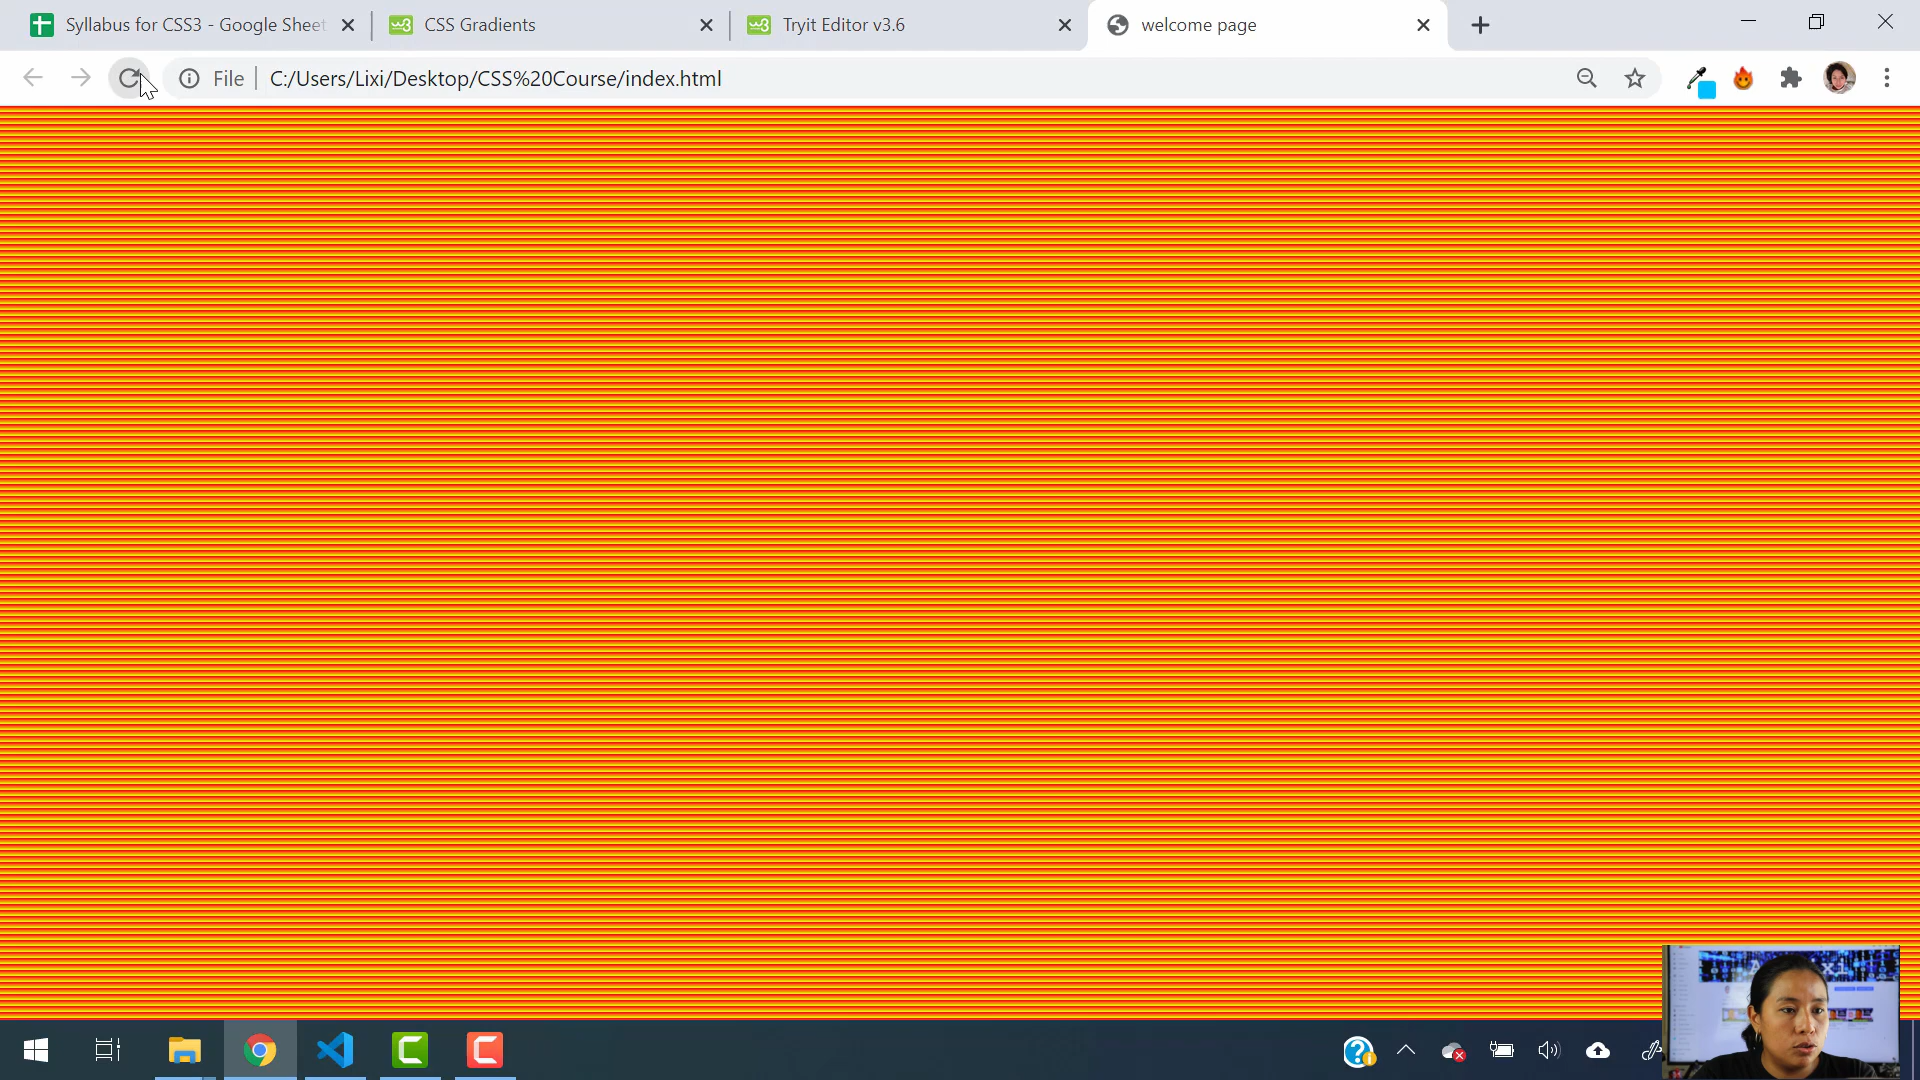 Syllabus for CSS3 - Google Sheet
CSS Gradients
Tryit Editor v3.6
welcome page
File
C:/Users/Lixi/Desktop/CSS%20Course/index.html